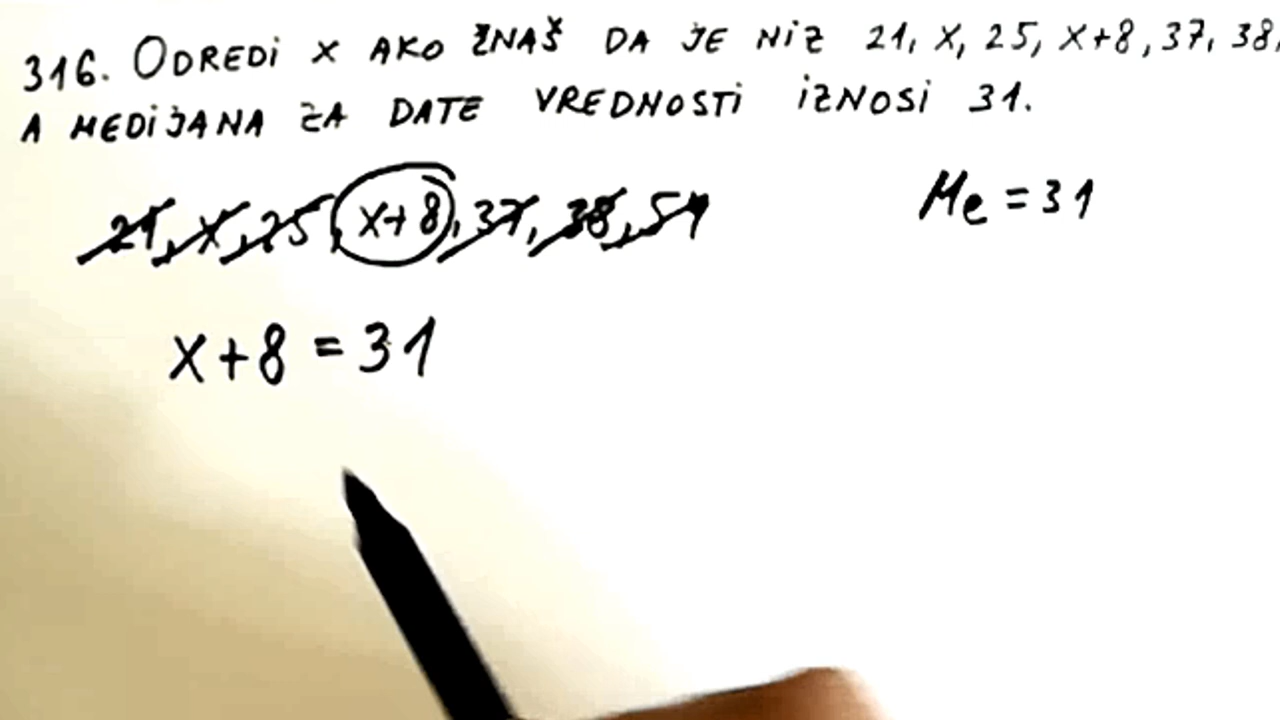 316. ODREDi X AKO ZNAŠ DA JE NiZ 21, X, 25, X+8, 37, 38,
A MEDiJANA ZA DATE VREDNOSTi iZNOSi 31.
21, X, 25, X+8, 37, 38, 51
Me = 31
X+8 = 31